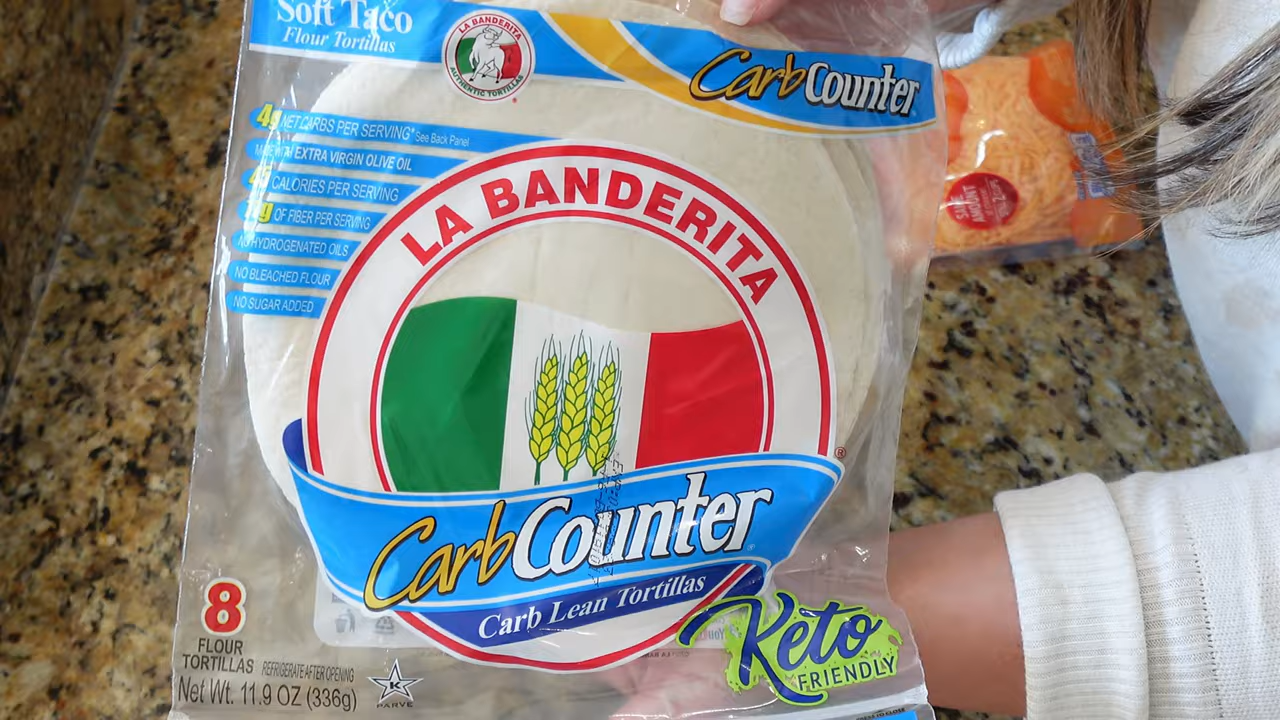 Soft Taco
Flour Tortillas
LA BANDERITA
AUTHENTIC TORTILLAS
CarbCounter
4g NET CARBS PER SERVING* See Back Panel
MADE WITH EXTRA VIRGIN OLIVE OIL
CALORIES PER SERVING
OF FIBER PER SERVING
NO HYDROGENATED OILS
NO BLEACHED FLOUR
NO SUGAR ADDED
LA BANDERITA
®
CarbCounter
Carb Lean Tortillas
Keto
FRIENDLY
8
FLOUR
TORTILLAS
REFRIGERATE AFTER OPENING
Net Wt. 11.9 OZ (336g)
K
PARVE